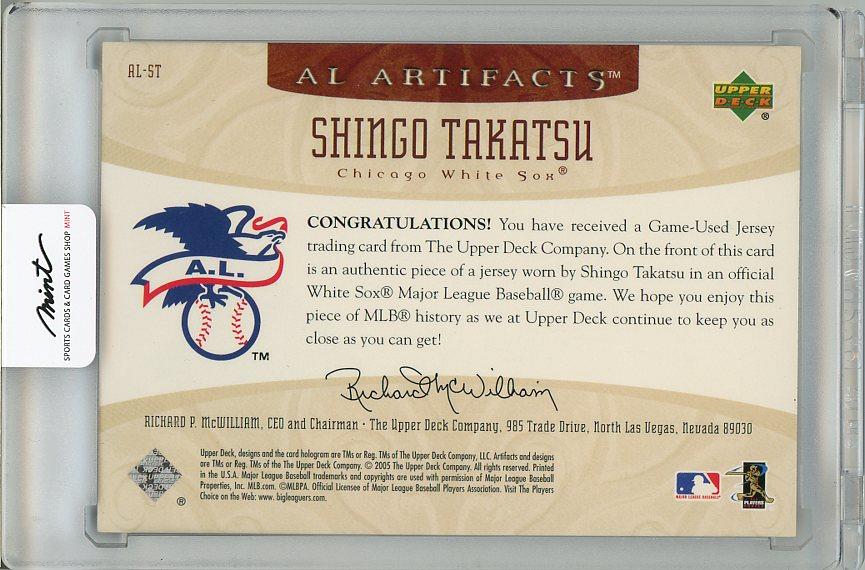 AL-ST
AL ARTIFACTS™
UPPER
DECK
®
SHINGO TAKATSU
Chicago White Sox®
CONGRATULATIONS! You have received a Game-Used Jersey
trading card from The Upper Deck Company. On the front of this card
is an authentic piece of a jersey worn by Shingo Takatsu in an official
White Sox® Major League Baseball® game. We hope you enjoy this
piece of MLB® history as we at Upper Deck continue to keep you as
close as you can get!
A.L.
TM
mint
SPORTS CARDS & CARD GAMES SHOP MINT
Richard McWilliam
RICHARD P. McWILLIAM, CEO and Chairman · The Upper Deck Company, 985 Trade Drive, North Las Vegas, Nevada 89030
Upper Deck, designs and the card hologram are TMs or Reg. TMs of The Upper Deck Company, LLC. Artifacts and designs
are TMs or Reg. TMs of the The Upper Deck Company. © 2005 The Upper Deck Company. All rights reserved. Printed
in the U.S.A. Major League Baseball trademarks and copyrights are used with permission of Major League Baseball
Properties, Inc. MLB.com. ©MLBPA. Official Licensee of Major League Baseball Players Association. Visit The Players
Choice on the Web: www.bigleaguers.com.
®
MAJOR LEAGUE BASEBALL®
PLAYERS